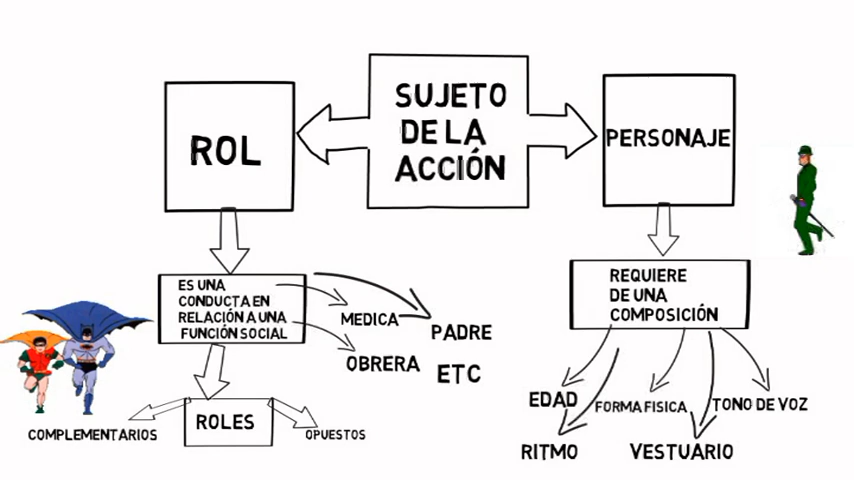 SUJETO
DE LA
ACCIÓN
ROL
PERSONAJE
ES UNA
CONDUCTA EN
RELACIÓN A UNA
FUNCIÓN SOCIAL
MEDICA
PADRE
OBRERA
ETC
ROLES
COMPLEMENTARIOS
OPUESTOS
REQUIERE
DE UNA
COMPOSICIÓN
EDAD
FORMA FISICA
TONO DE VOZ
RITMO
VESTUARIO